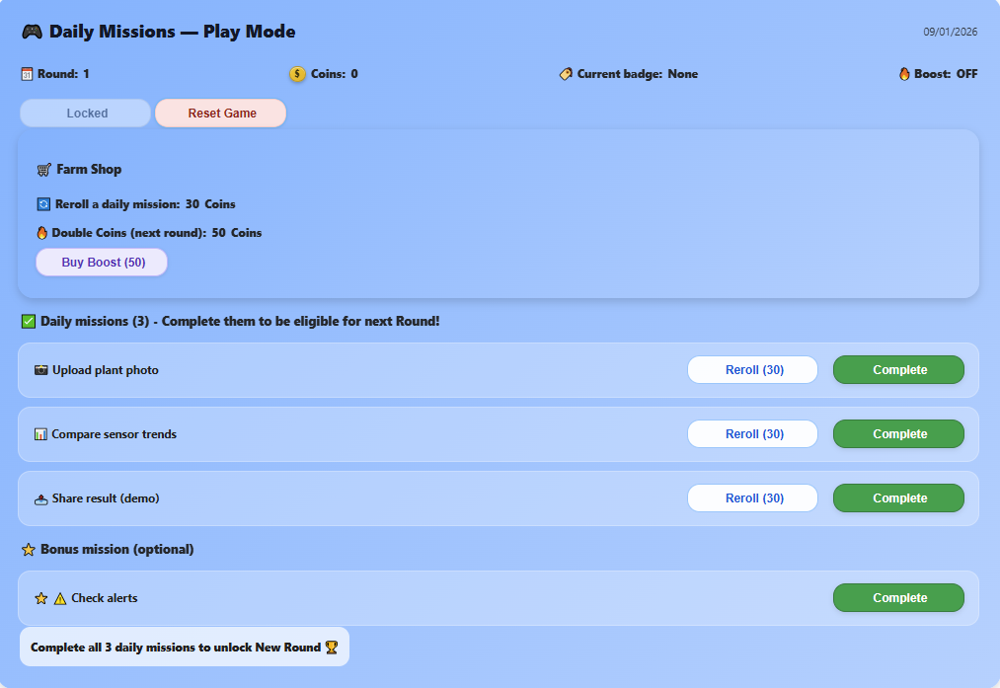 🎮 Daily Missions — Play Mode
09/01/2026
Round: 1
Coins: 0
Current badge: None
Boost: OFF
Locked
Reset Game
Farm Shop
Reroll a daily mission: 30 Coins
Double Coins (next round): 50 Coins
Buy Boost (50)
Daily missions (3) - Complete them to be eligible for next Round!
Upload plant photo
Reroll (30)
Complete
Compare sensor trends
Reroll (30)
Complete
Share result (demo)
Reroll (30)
Complete
Bonus mission (optional)
Check alerts
Complete
Complete all 3 daily missions to unlock New Round